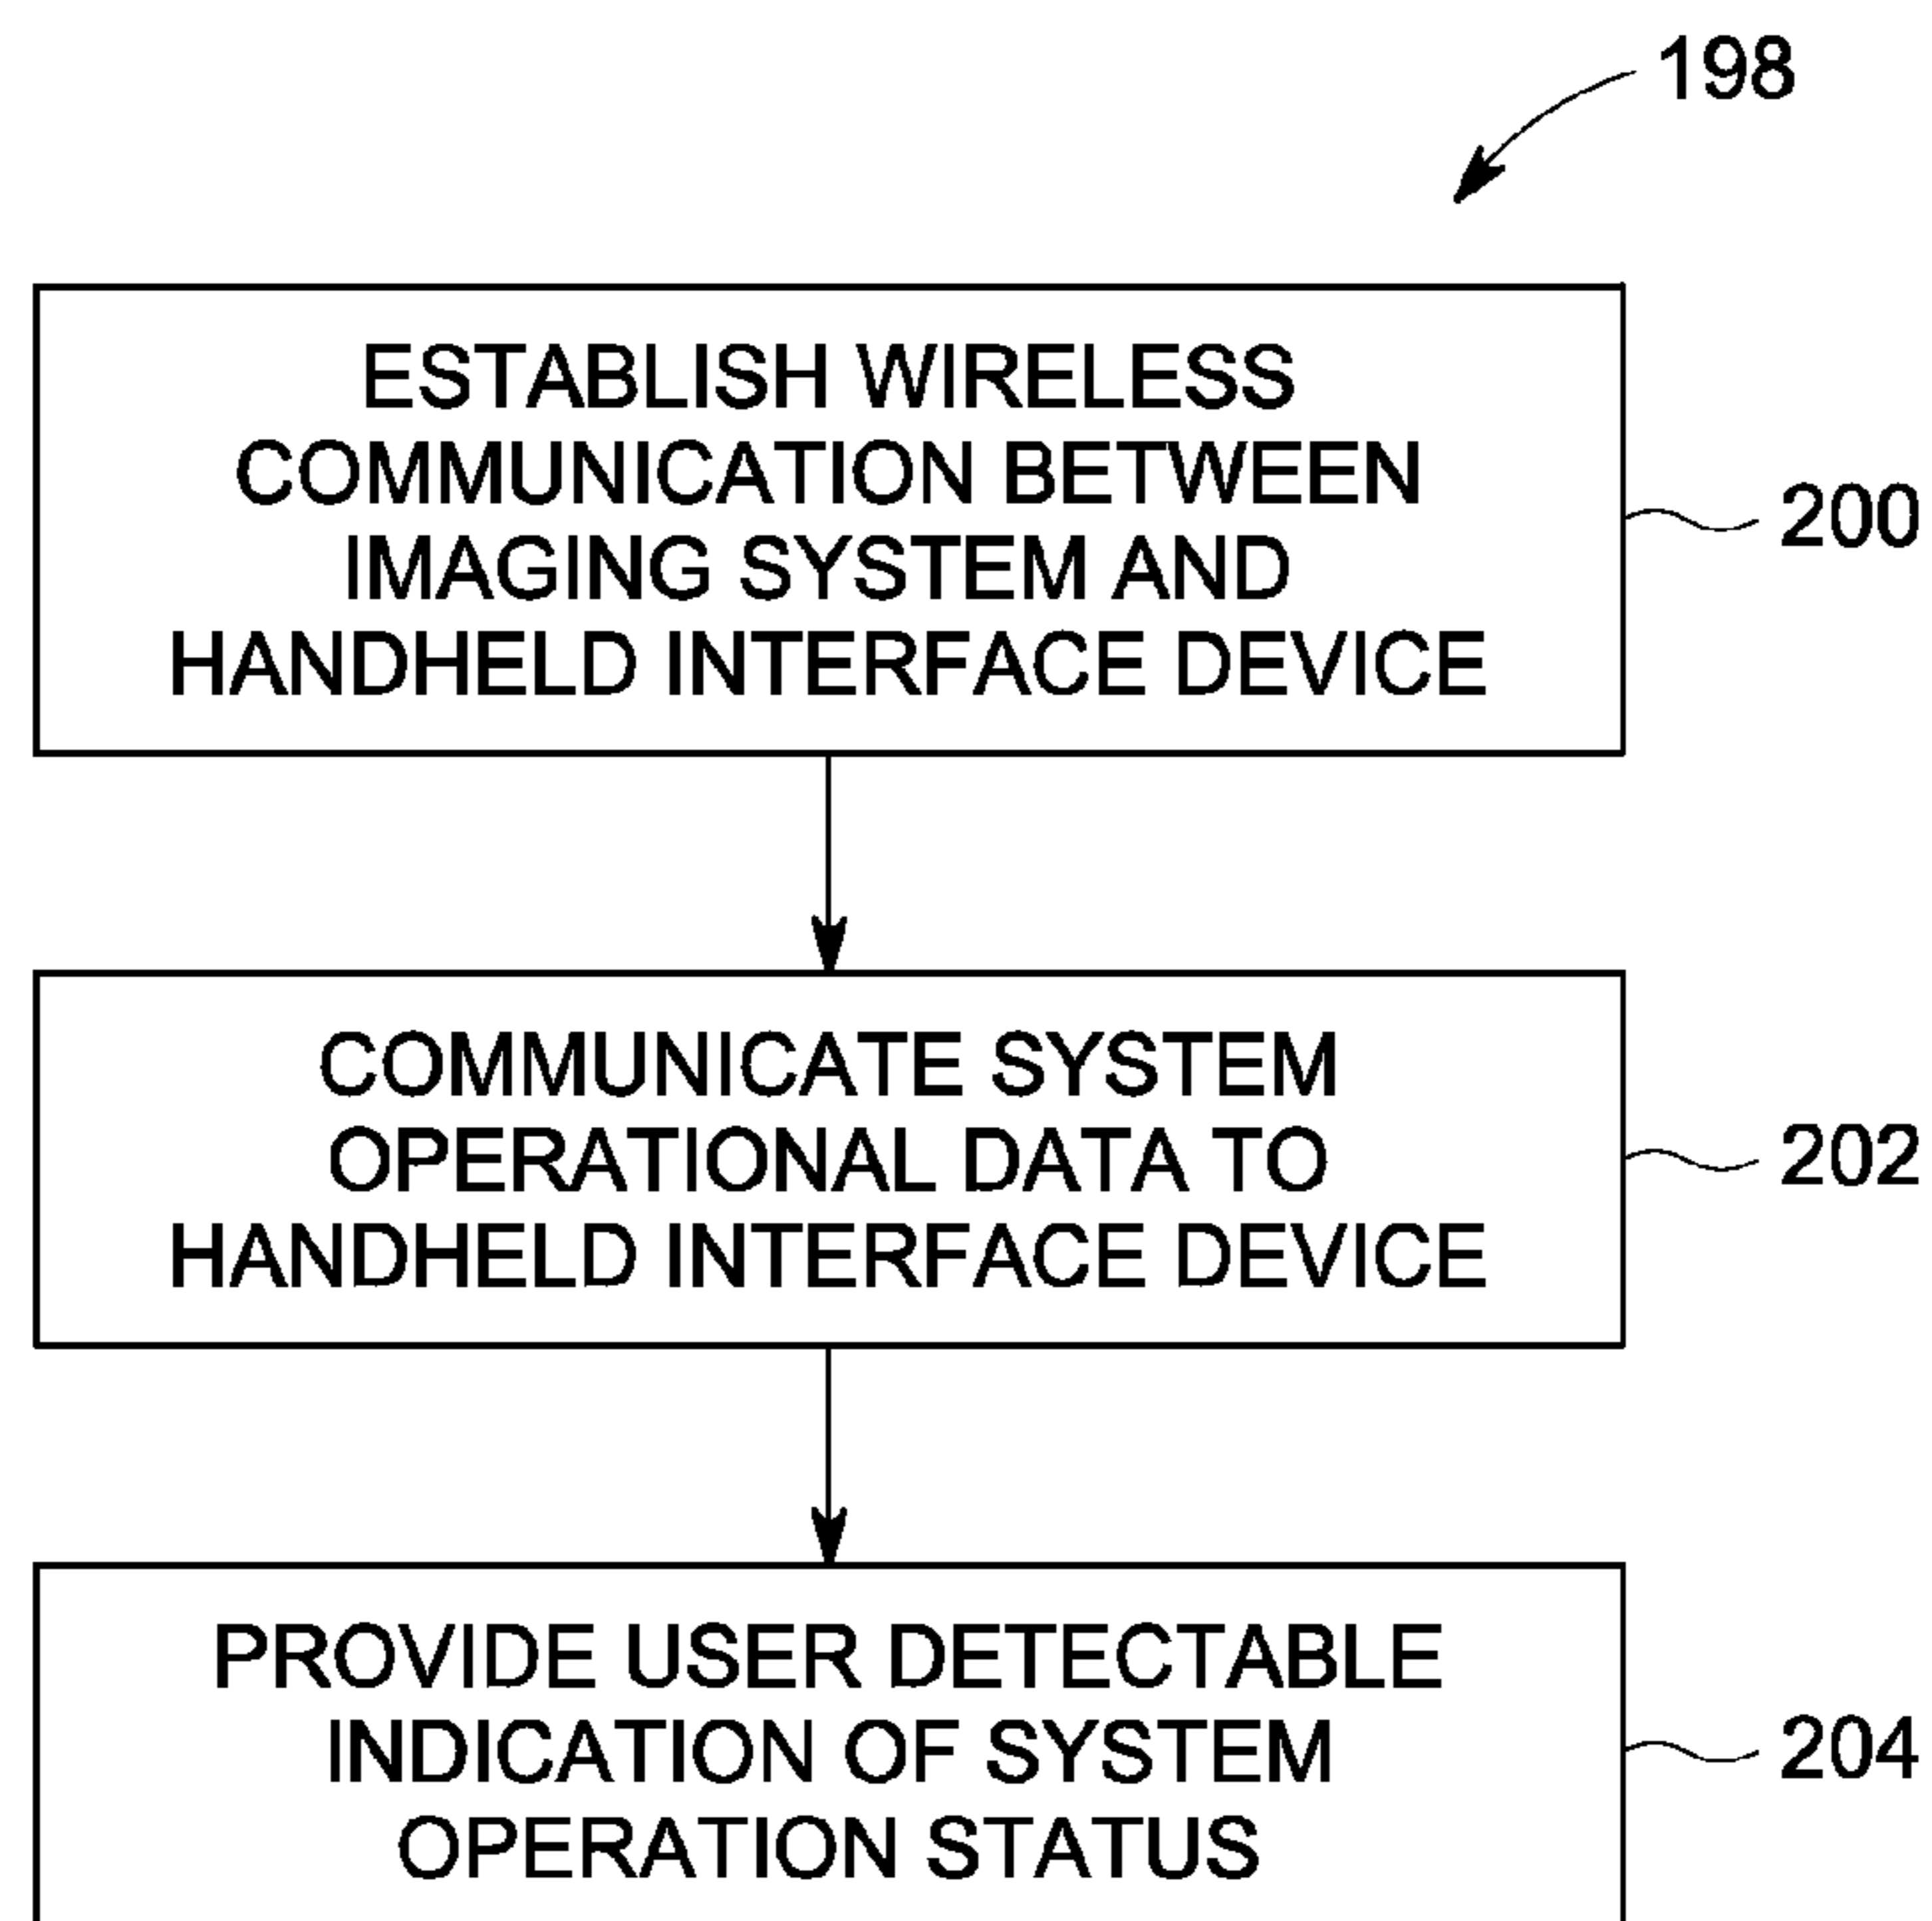 198
ESTABLISH WIRELESS
COMMUNICATION BETWEEN
IMAGING SYSTEM AND
HANDHELD INTERFACE DEVICE
200
COMMUNICATE SYSTEM
OPERATIONAL DATA TO
HANDHELD INTERFACE DEVICE
202
PROVIDE USER DETECTABLE
INDICATION OF SYSTEM
OPERATION STATUS
204